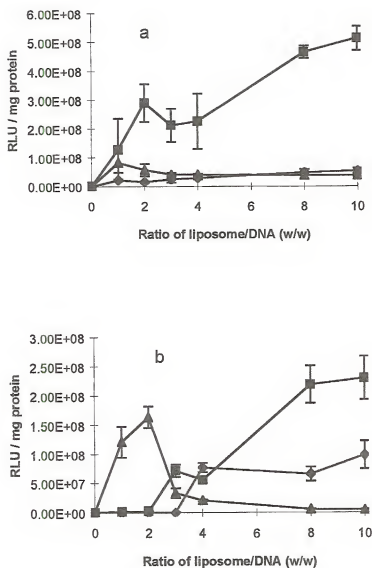 a
RLU / mg protein
6.00E+08
5.00E+08
4.00E+08
3.00E+08
2.00E+08
1.00E+08
0.00E+00
0 2 4 6 8 10
Ratio of liposome/DNA (w/w)
b
RLU / mg protein
3.00E+08
2.50E+08
2.00E+08
1.50E+08
1.00E+08
5.00E+07
0.00E+00
0 2 4 6 8 10
Ratio of liposome/DNA (w/w)